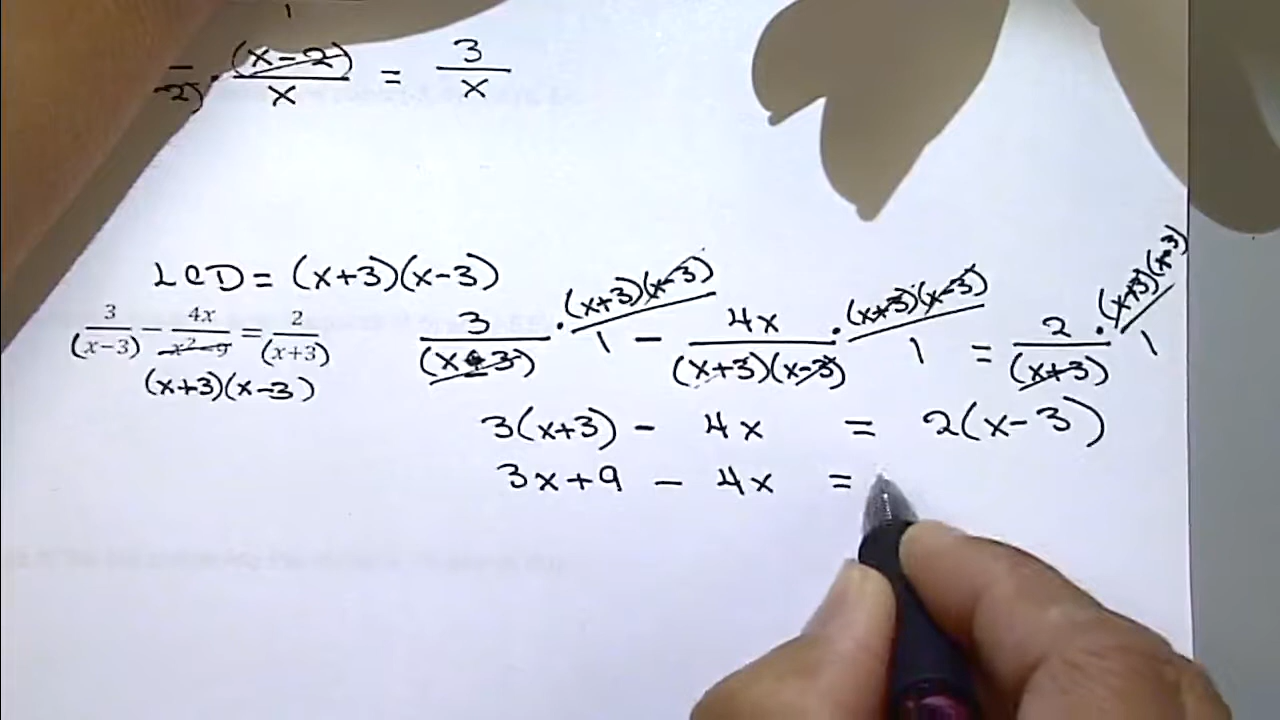 (x-2)/x = 3/x
LCD = (x+3)(x-3)
3/(x-3) - 4x/(x²-9) = 2/(x+3)
(x+3)(x-3)
3/(x-3) · (x+3)(x-3)/1 - 4x/((x+3)(x-3)) · (x+3)(x-3)/1 = 2/(x+3) · (x+3)(x-3)/1
3(x+3) - 4x = 2(x-3)
3x+9 - 4x =